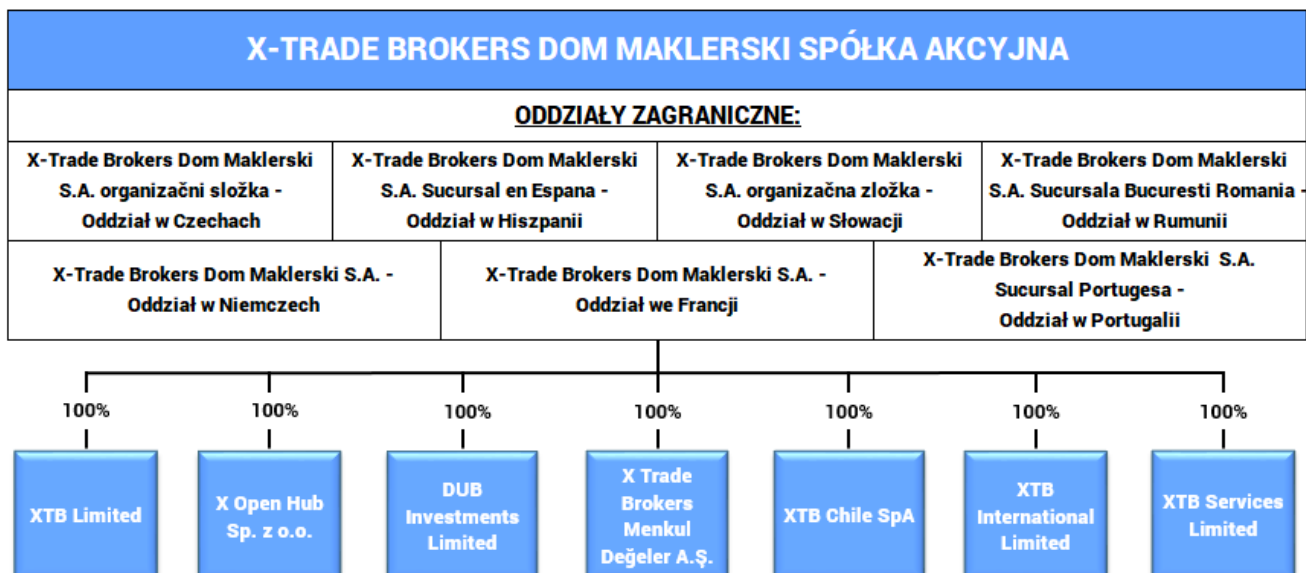 X-TRADE BROKERS DOM MAKLERSKI SPÓŁKA AKCYJNA
ODDZIAŁY ZAGRANICZNE:
X-Trade Brokers Dom Maklerski
S.A. organizačni složka -
Oddział w Czechach
X-Trade Brokers Dom Maklerski
S.A. Sucursal en Espana -
Oddział w Hiszpanii
X-Trade Brokers Dom Maklerski
S.A. organizačna zložka -
Oddział w Słowacji
X-Trade Brokers Dom Maklerski
S.A. Sucursala Bucuresti Romania -
Oddział w Rumunii
X-Trade Brokers Dom Maklerski S.A. -
Oddział w Niemczech
X-Trade Brokers Dom Maklerski S.A. -
Oddział we Francji
X-Trade Brokers Dom Maklerski S.A.
Sucursal Portugesa -
Oddział w Portugalii
100%
100%
100%
100%
100%
100%
100%
XTB Limited
X Open Hub
Sp. z o.o.
DUB
Investments
Limited
X Trade
Brokers
Menkul
Değeler A.Ş.
XTB Chile SpA
XTB
International
Limited
XTB Services
Limited